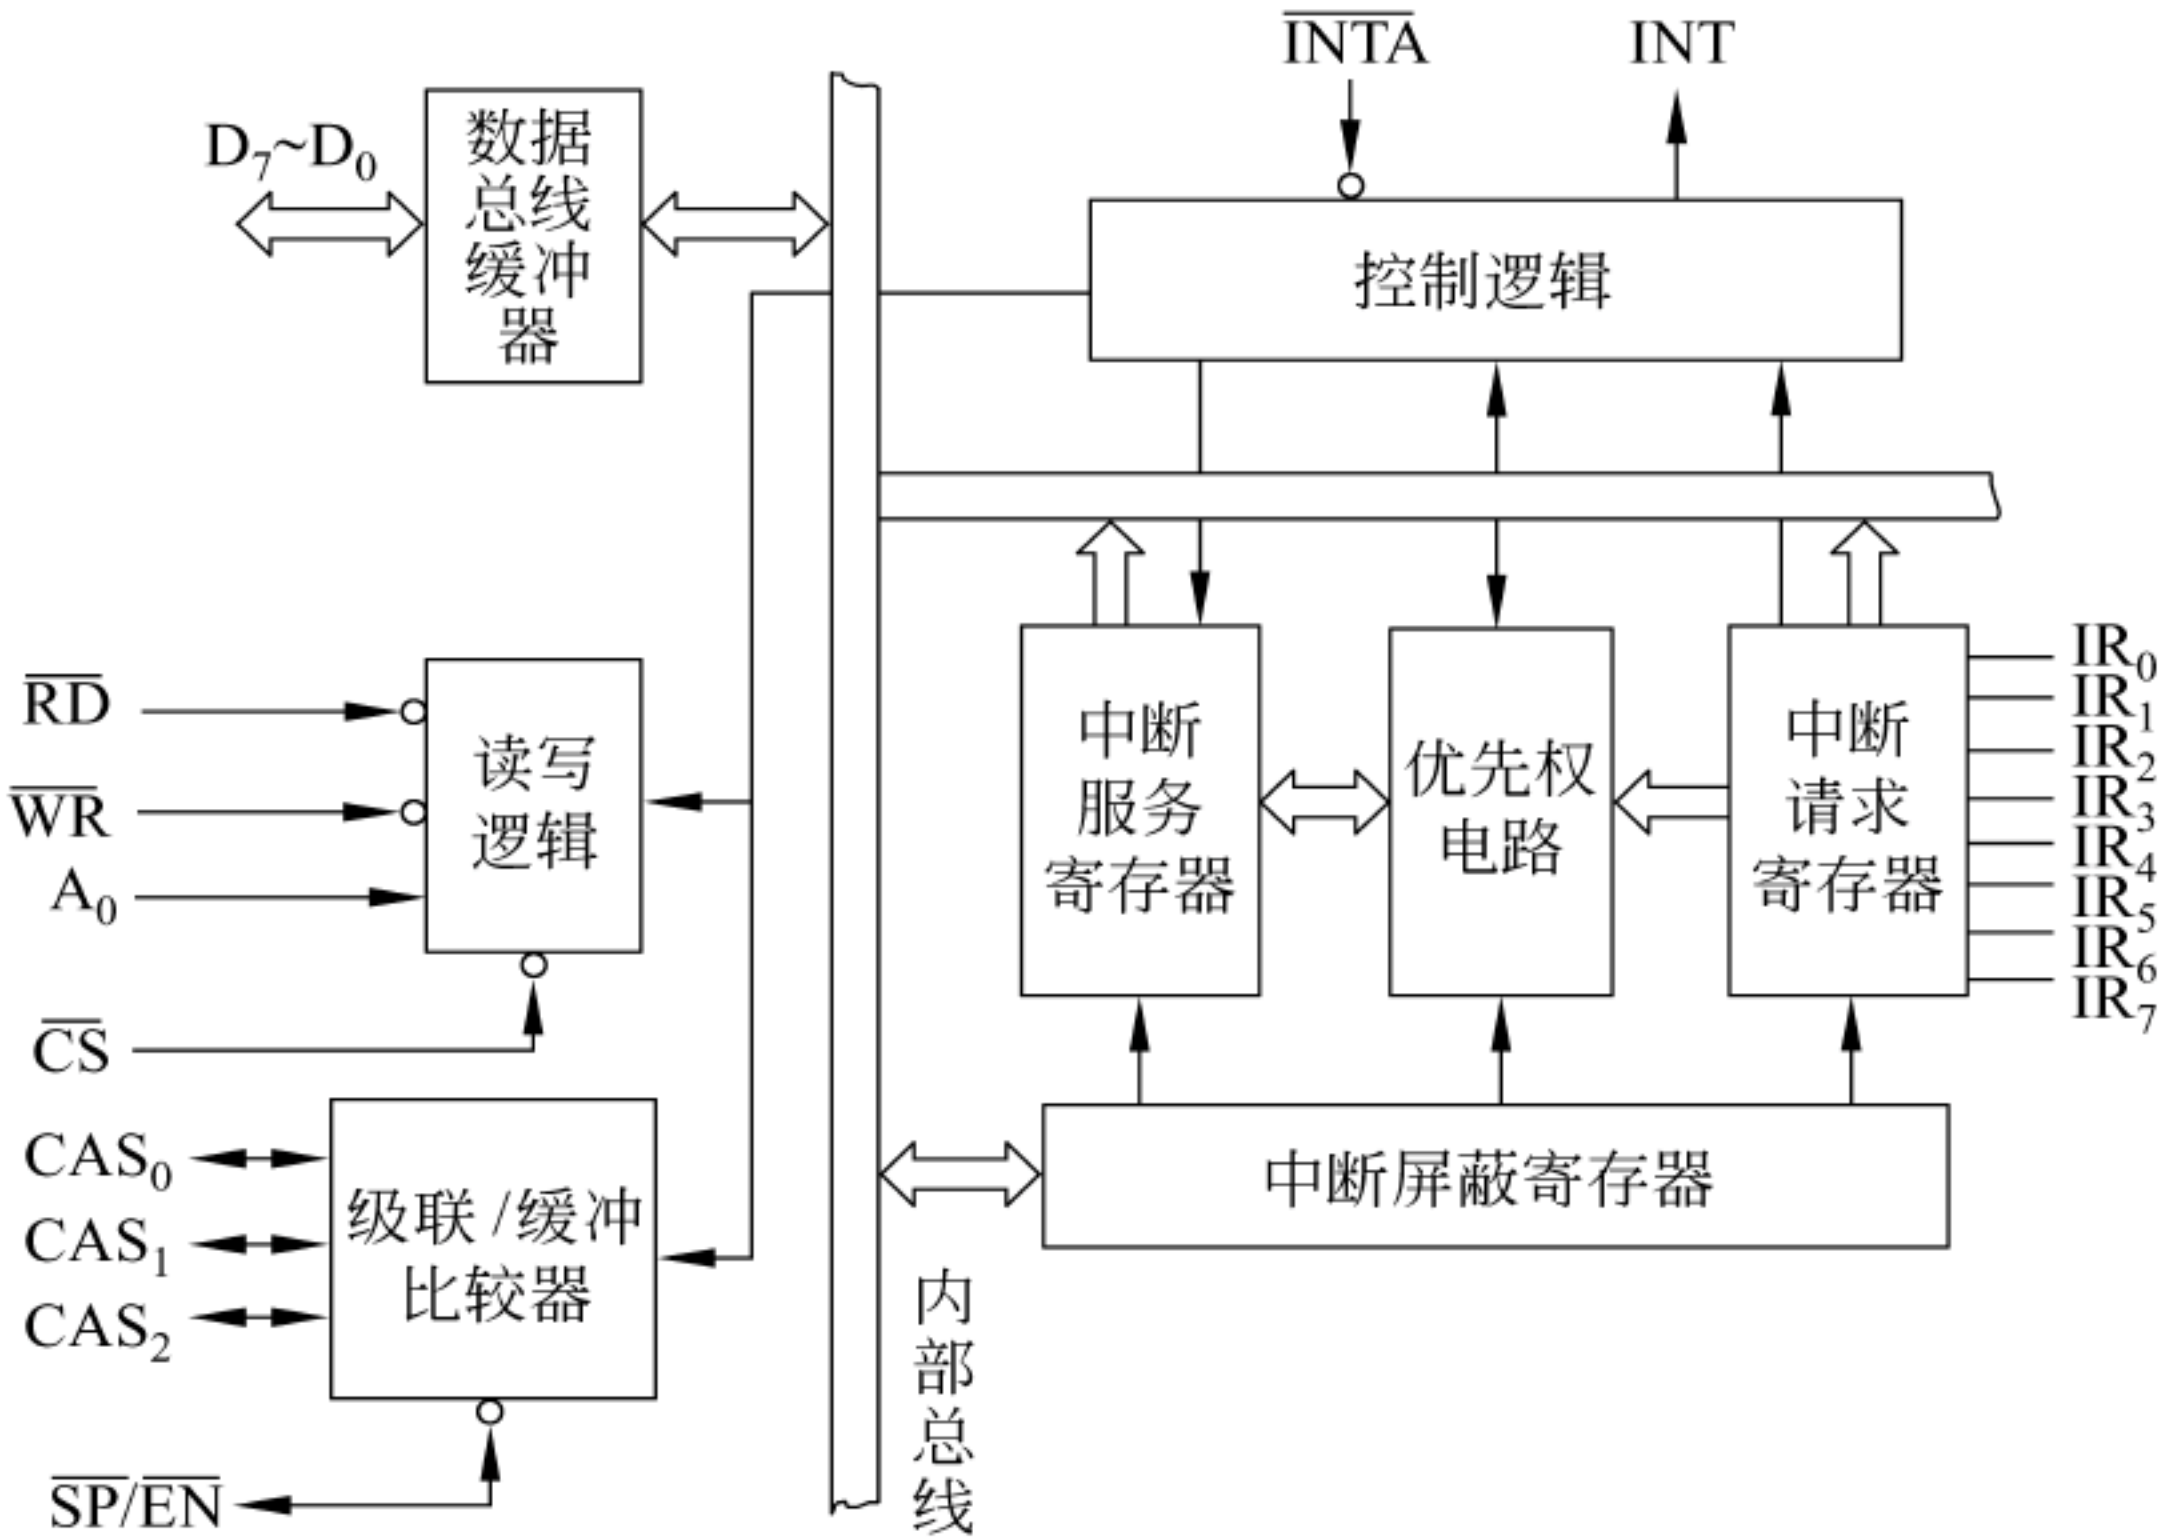 INTA
INT
D7~D0
数据
总线
缓冲
器
控制逻辑
RD
WR
A0
CS
读写
逻辑
中断
服务
寄存器
优先权
电路
中断
请求
寄存器
IR0
IR1
IR2
IR3
IR4
IR5
IR6
IR7
CAS0
CAS1
CAS2
级联/缓冲
比较器
SP/EN
中断屏蔽寄存器
内
部
总
线